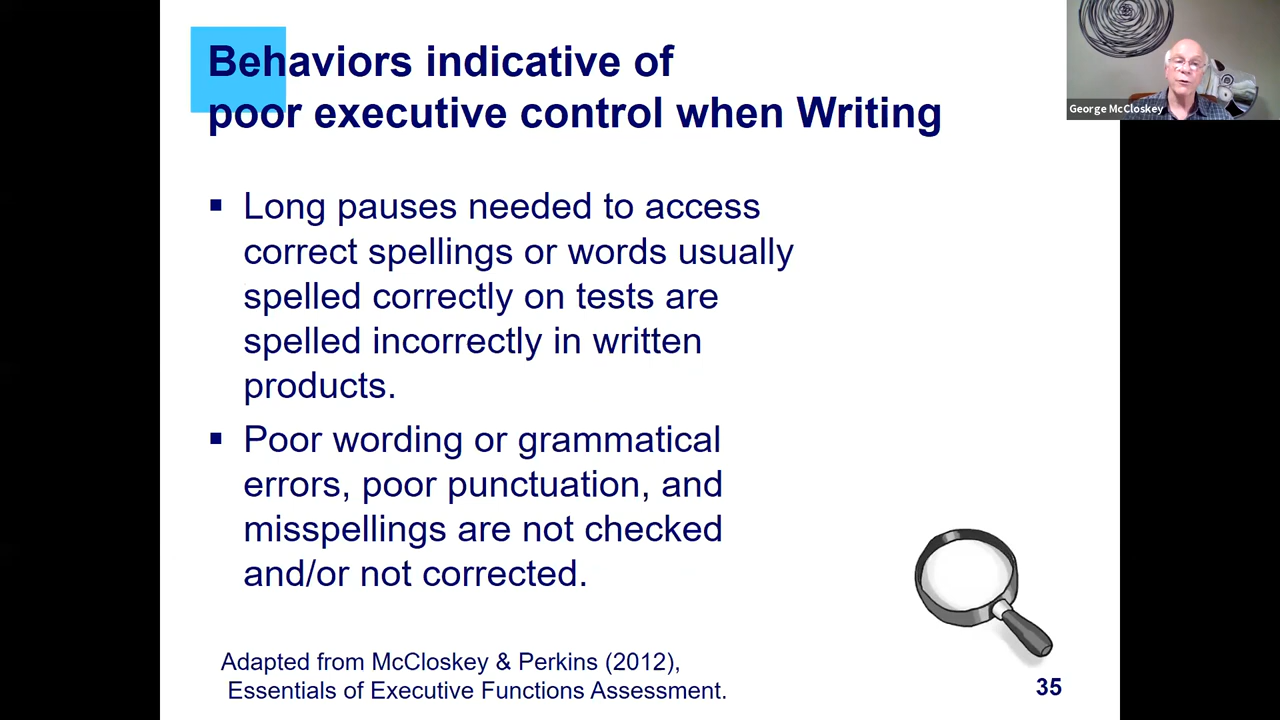 Behaviors indicative of
poor executive control when Writing
George McCloskey
▪ Long pauses needed to access
correct spellings or words usually
spelled correctly on tests are
spelled incorrectly in written
products.
▪ Poor wording or grammatical
errors, poor punctuation, and
misspellings are not checked
and/or not corrected.
Adapted from McCloskey & Perkins (2012),
Essentials of Executive Functions Assessment.
35